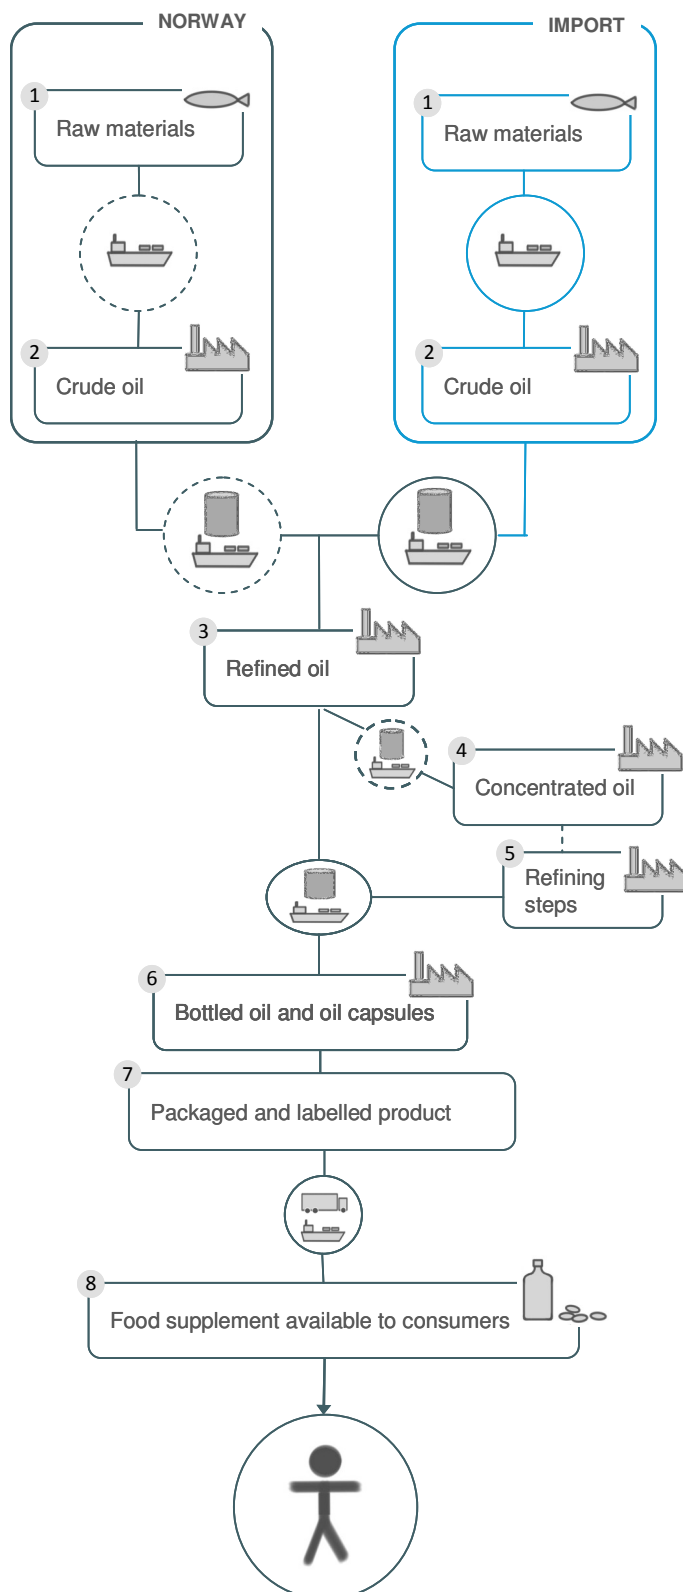 NORWAY
1
Raw materials
2
Crude oil
IMPORT
1
Raw materials
2
Crude oil
3
Refined oil
4
Concentrated oil
5
Refining
steps
6
Bottled oil and oil capsules
7
Packaged and labelled product
8
Food supplement available to consumers